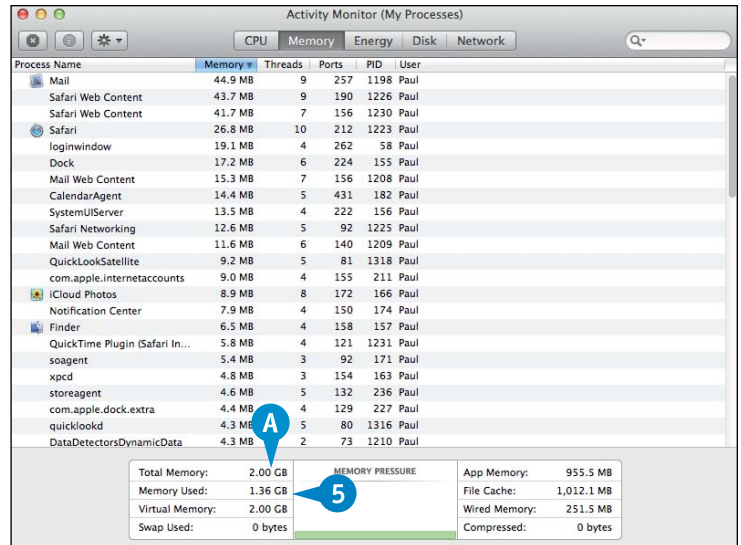 Activity Monitor (My Processes)
CPU Memory Energy Disk Network
Process Name Memory Threads Ports PID User
Mail 44.9 MB 9 257 1198 Paul
Safari Web Content 43.7 MB 9 190 1226 Paul
Safari Web Content 41.7 MB 7 156 1230 Paul
Safari 26.8 MB 10 212 1223 Paul
loginwindow 19.1 MB 4 262 58 Paul
Dock 17.2 MB 6 224 155 Paul
Mail Web Content 15.3 MB 7 156 1208 Paul
CalendarAgent 14.4 MB 5 431 182 Paul
SystemUIServer 13.5 MB 4 222 156 Paul
Safari Networking 12.6 MB 5 92 1225 Paul
Mail Web Content 11.6 MB 6 140 1209 Paul
QuickLookSatellite 9.2 MB 5 81 1318 Paul
com.apple.internetaccounts 9.0 MB 4 155 211 Paul
iCloud Photos 8.9 MB 8 172 166 Paul
Notification Center 7.9 MB 4 150 174 Paul
Finder 6.5 MB 4 158 157 Paul
QuickTime Plugin (Safari In... 5.8 MB 4 121 1231 Paul
soagent 5.4 MB 3 92 171 Paul
xpcd 4.8 MB 3 154 163 Paul
storeagent 4.6 MB 5 132 236 Paul
com.apple.dock.extra 4.4 MB 4 129 227 Paul
quicklookd 4.3 MB 5 80 1316 Paul
DataDetectorsDynamicData 4.3 MB 2 73 1210 Paul
A
5
Total Memory: 2.00 GB
Memory Used: 1.36 GB
Virtual Memory: 2.00 GB
Swap Used: 0 bytes
MEMORY PRESSURE
App Memory: 955.5 MB
File Cache: 1,012.1 MB
Wired Memory: 251.5 MB
Compressed: 0 bytes